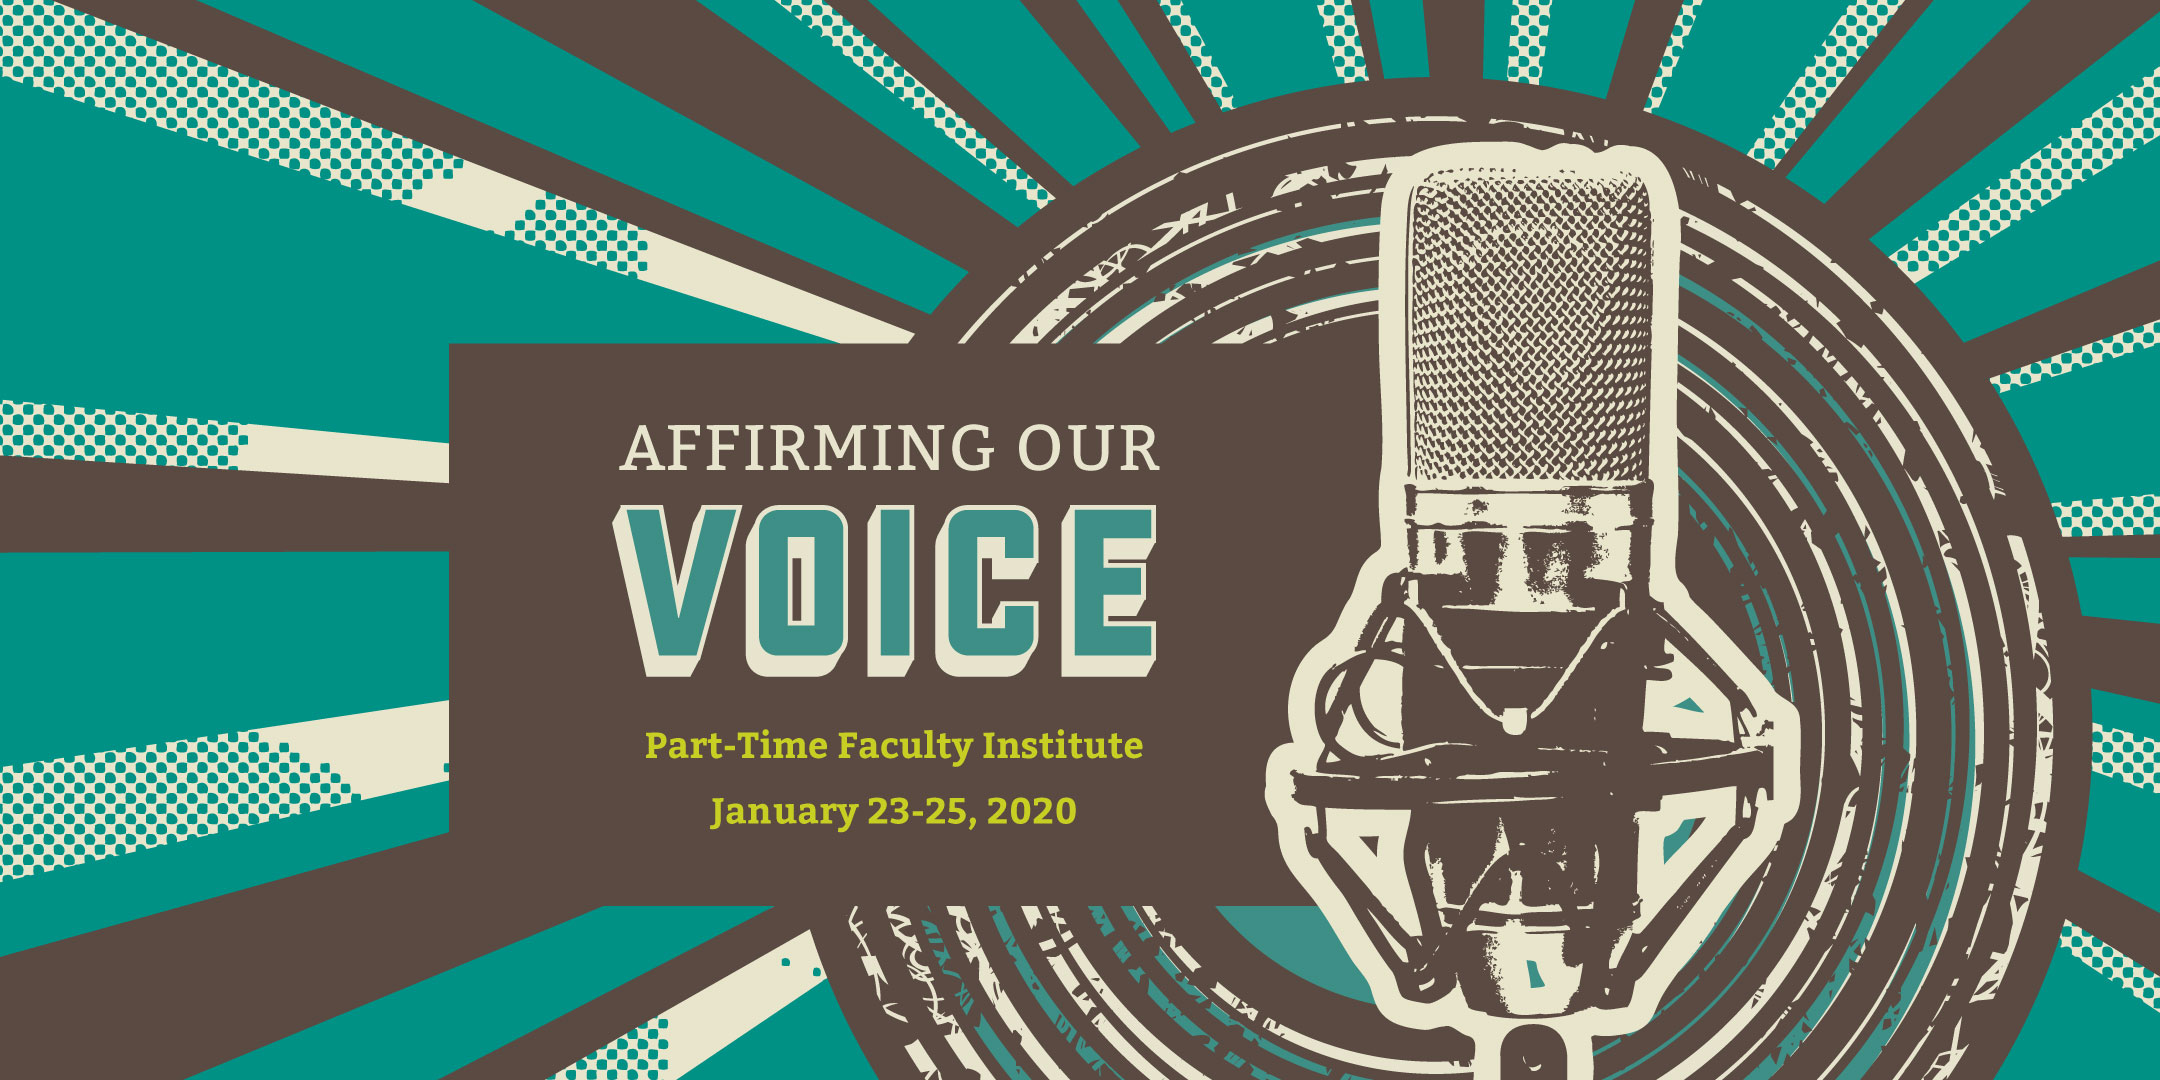 AFFIRMING OUR
VOICE
Part-Time Faculty Institute
January 23-25, 2020